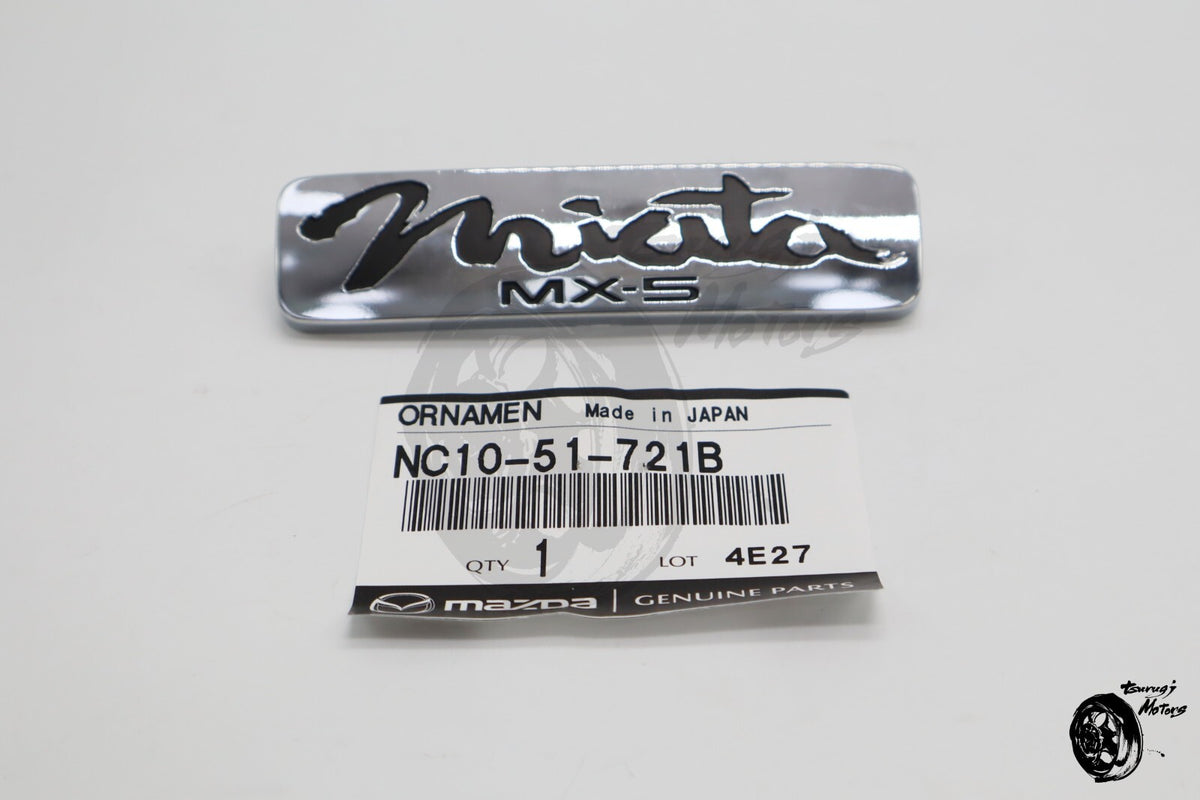 miata
MX-5
Motors
ORNAMEN Made in JAPAN
NC10-51-721B
QTY 1 LOT 4E27
mazda | GENUINE PARTS
tsurugi
Motors